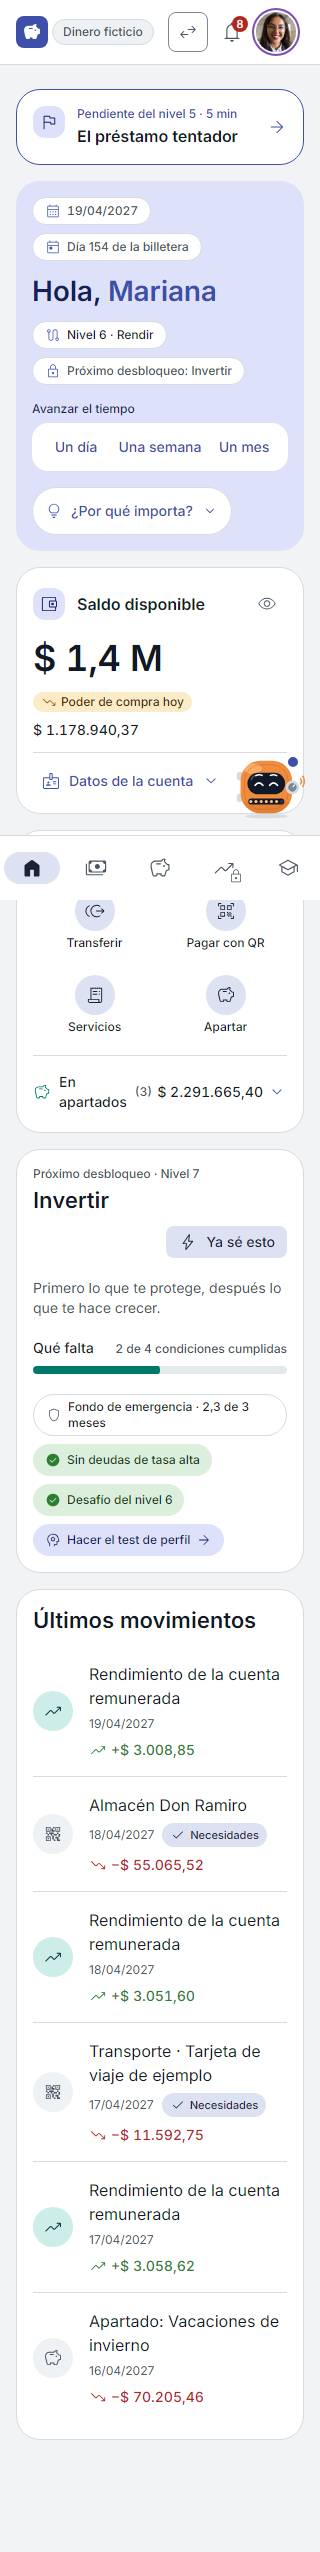 Dinero ficticio
8
Pendiente del nivel 5 · 5 min
El préstamo tentador
19/04/2027
Día 154 de la billetera
Hola, Mariana
Nivel 6 · Rendir
Próximo desbloqueo: Invertir
Avanzar el tiempo
Un día Una semana Un mes
¿Por qué importa?
Saldo disponible
$ 1,4 M
Poder de compra hoy
$ 1.178.940,37
Datos de la cuenta
Transferir Pagar con QR
Servicios Apartar
En
apartados (3) $ 2.291.665,40
Próximo desbloqueo · Nivel 7
Invertir
Ya sé esto
Primero lo que te protege, después lo
que te hace crecer.
Qué falta 2 de 4 condiciones cumplidas
Fondo de emergencia · 2,3 de 3
meses
Sin deudas de tasa alta
Desafío del nivel 6
Hacer el test de perfil
Últimos movimientos
Rendimiento de la cuenta
remunerada
19/04/2027
+$ 3.008,85
Almacén Don Ramiro
18/04/2027 Necesidades
−$ 55.065,52
Rendimiento de la cuenta
remunerada
18/04/2027
+$ 3.051,60
Transporte · Tarjeta de
viaje de ejemplo
17/04/2027 Necesidades
−$ 11.592,75
Rendimiento de la cuenta
remunerada
17/04/2027
+$ 3.058,62
Apartado: Vacaciones de
invierno
16/04/2027
−$ 70.205,46